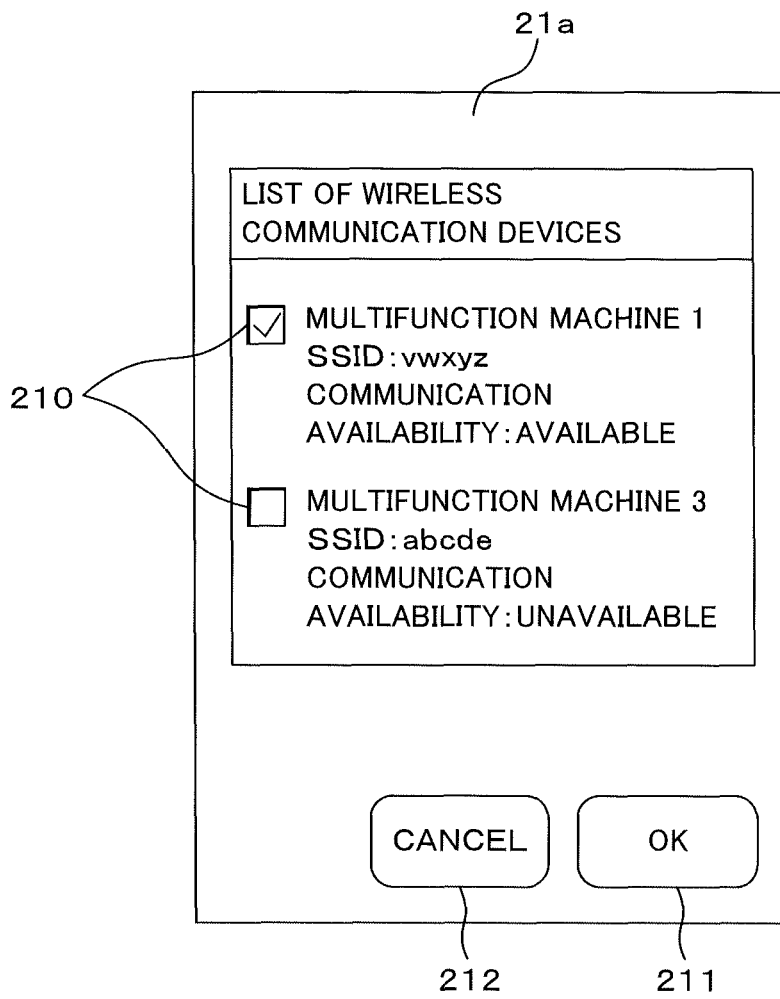 21a
LIST OF WIRELESS
COMMUNICATION DEVICES
MULTIFUNCTION MACHINE 1
SSID:vwxyz
COMMUNICATION
AVAILABILITY:AVAILABLE
210
MULTIFUNCTION MACHINE 3
SSID:abcde
COMMUNICATION
AVAILABILITY:UNAVAILABLE
CANCEL OK
212 211